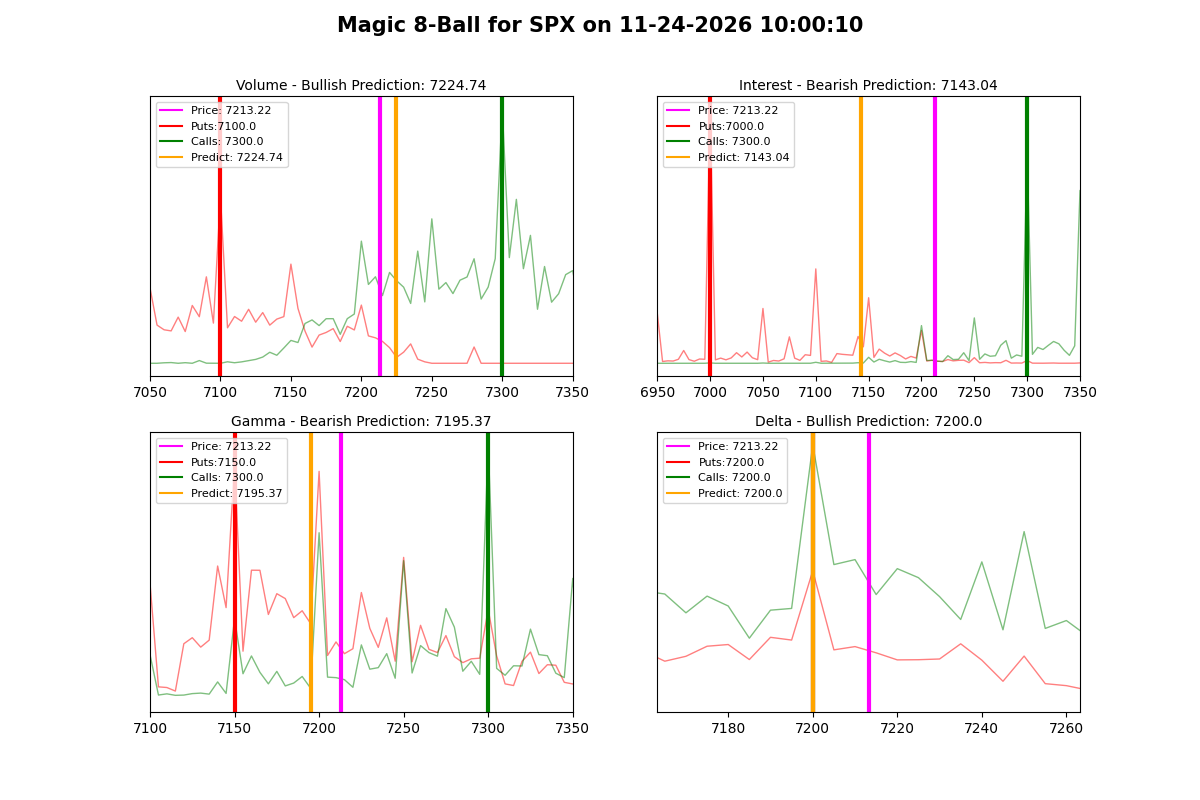 Magic 8-Ball for SPX on 11-24-2026 10:00:10
Volume - Bullish Prediction: 7224.74
Price: 7213.22
Puts:7100.0
Calls: 7300.0
Predict: 7224.74
7050 7100 7150 7200 7250 7300 7350
Interest - Bearish Prediction: 7143.04
Price: 7213.22
Puts:7000.0
Calls: 7300.0
Predict: 7143.04
6950 7000 7050 7100 7150 7200 7250 7300 7350
Gamma - Bearish Prediction: 7195.37
Price: 7213.22
Puts:7150.0
Calls: 7300.0
Predict: 7195.37
7100 7150 7200 7250 7300 7350
Delta - Bullish Prediction: 7200.0
Price: 7213.22
Puts:7200.0
Calls: 7200.0
Predict: 7200.0
7180 7200 7220 7240 7260